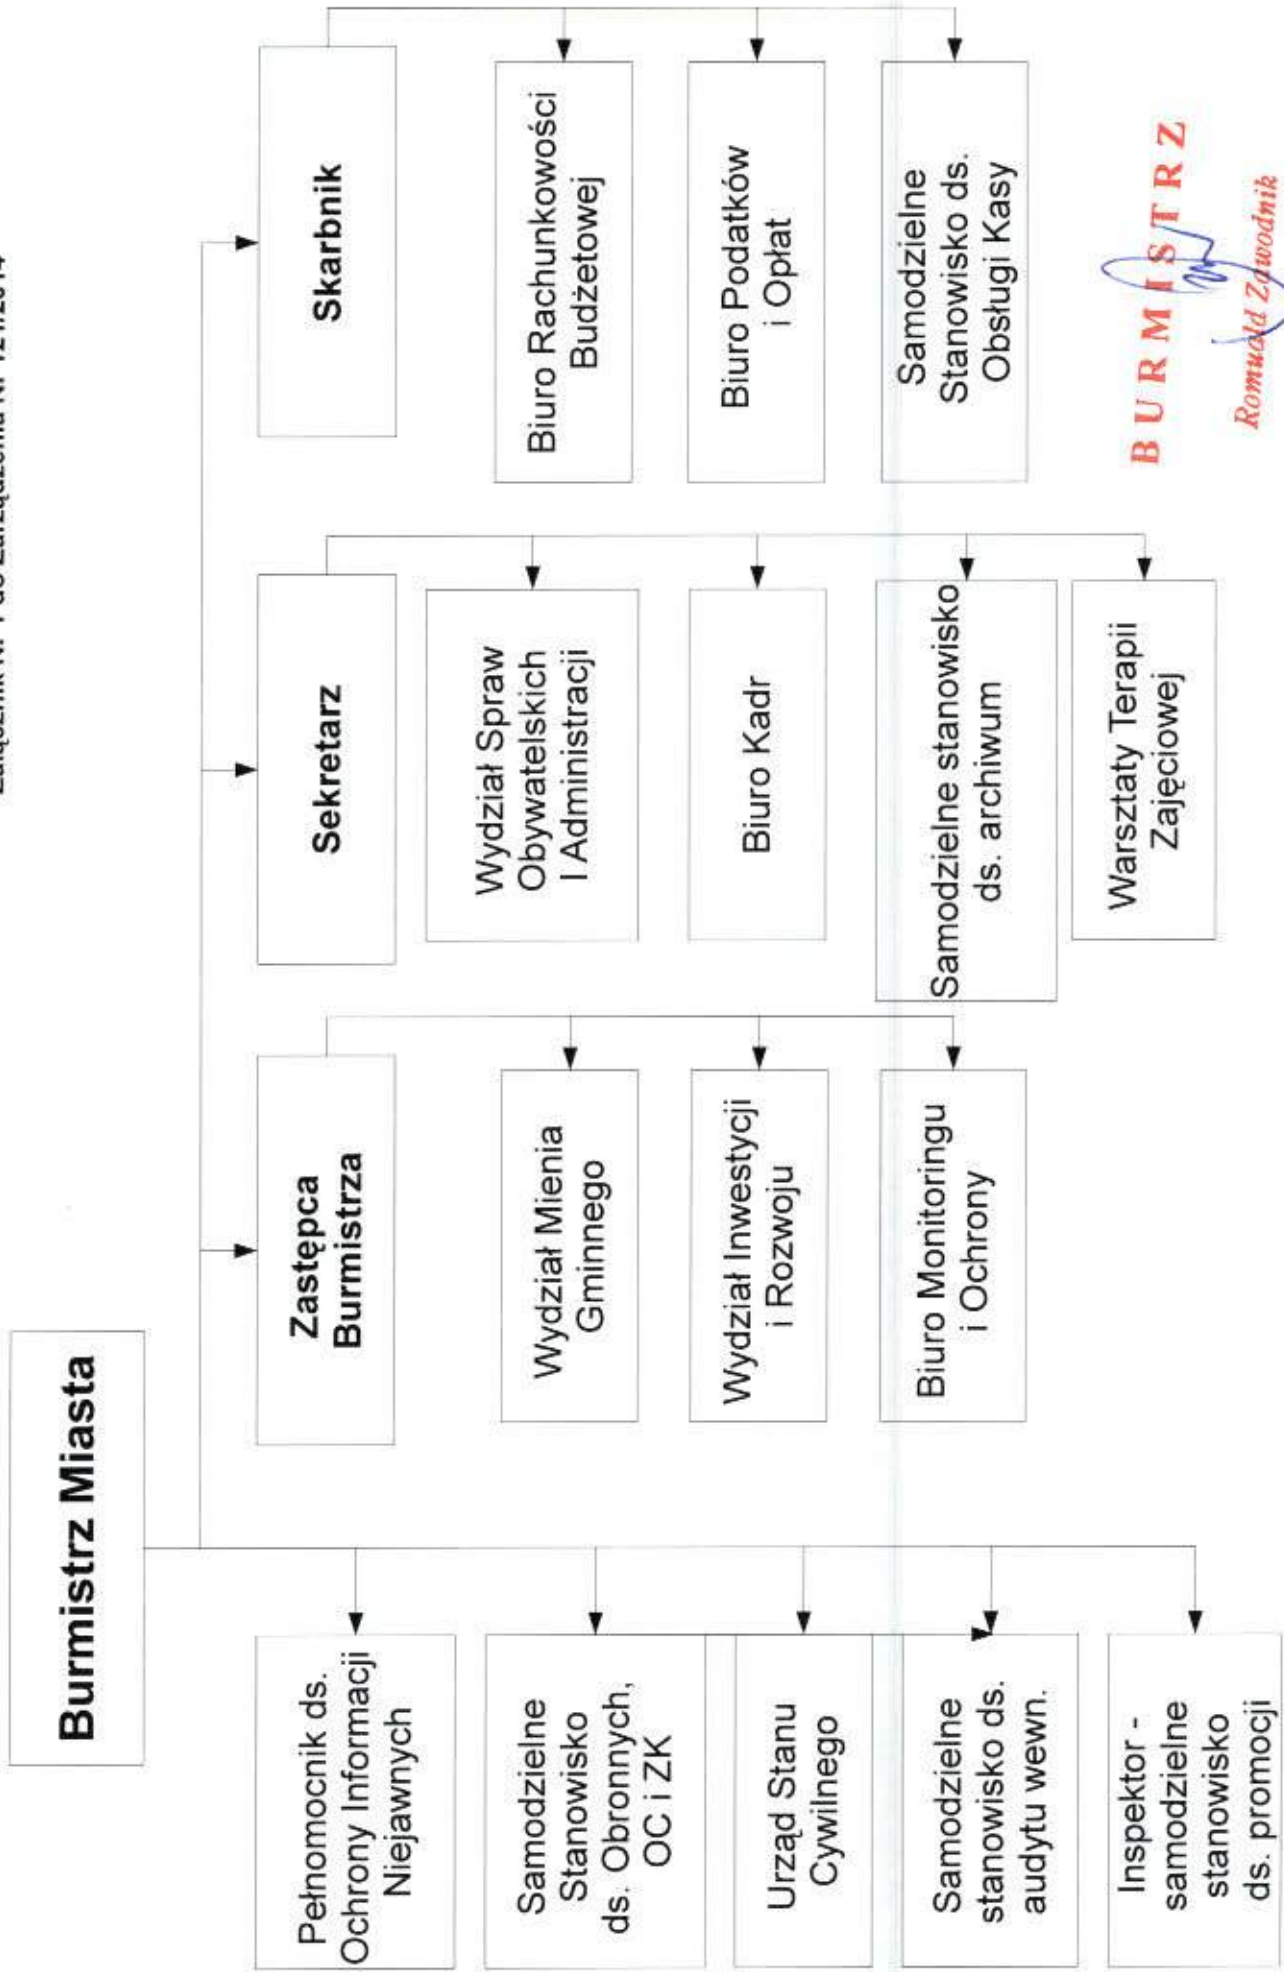 Burmistrz Miasta
Pełnomocnik ds.
Ochrony Informacji
Niejawnych
Samodzielne
Stanowisko
ds. Obronnych,
OC i ZK
Urząd Stanu
Cywilnego
Samodzielne
stanowisko ds.
audytu wewn.
Inspektor -
samodzielne
stanowisko
ds. promocji
Zastępca
Burmistrza
Wydział Mienia
Gminnego
Wydział Inwestycji
i Rozwoju
Biuro Monitoringu
i Ochrony
Sekretarz
Wydział Spraw
Obywatelskich
I Administracji
Biuro Kadr
Samodzielne stanowisko
ds. archiwum
Warsztaty Terapii
Zajęciowej
Skarbnik
Biuro Rachunkowości
Budżetowej
Biuro Podatków
i Opłat
Samodzielne
Stanowisko ds.
Obsługi Kasy
BURMISTRZ
Romuald Zawodnik